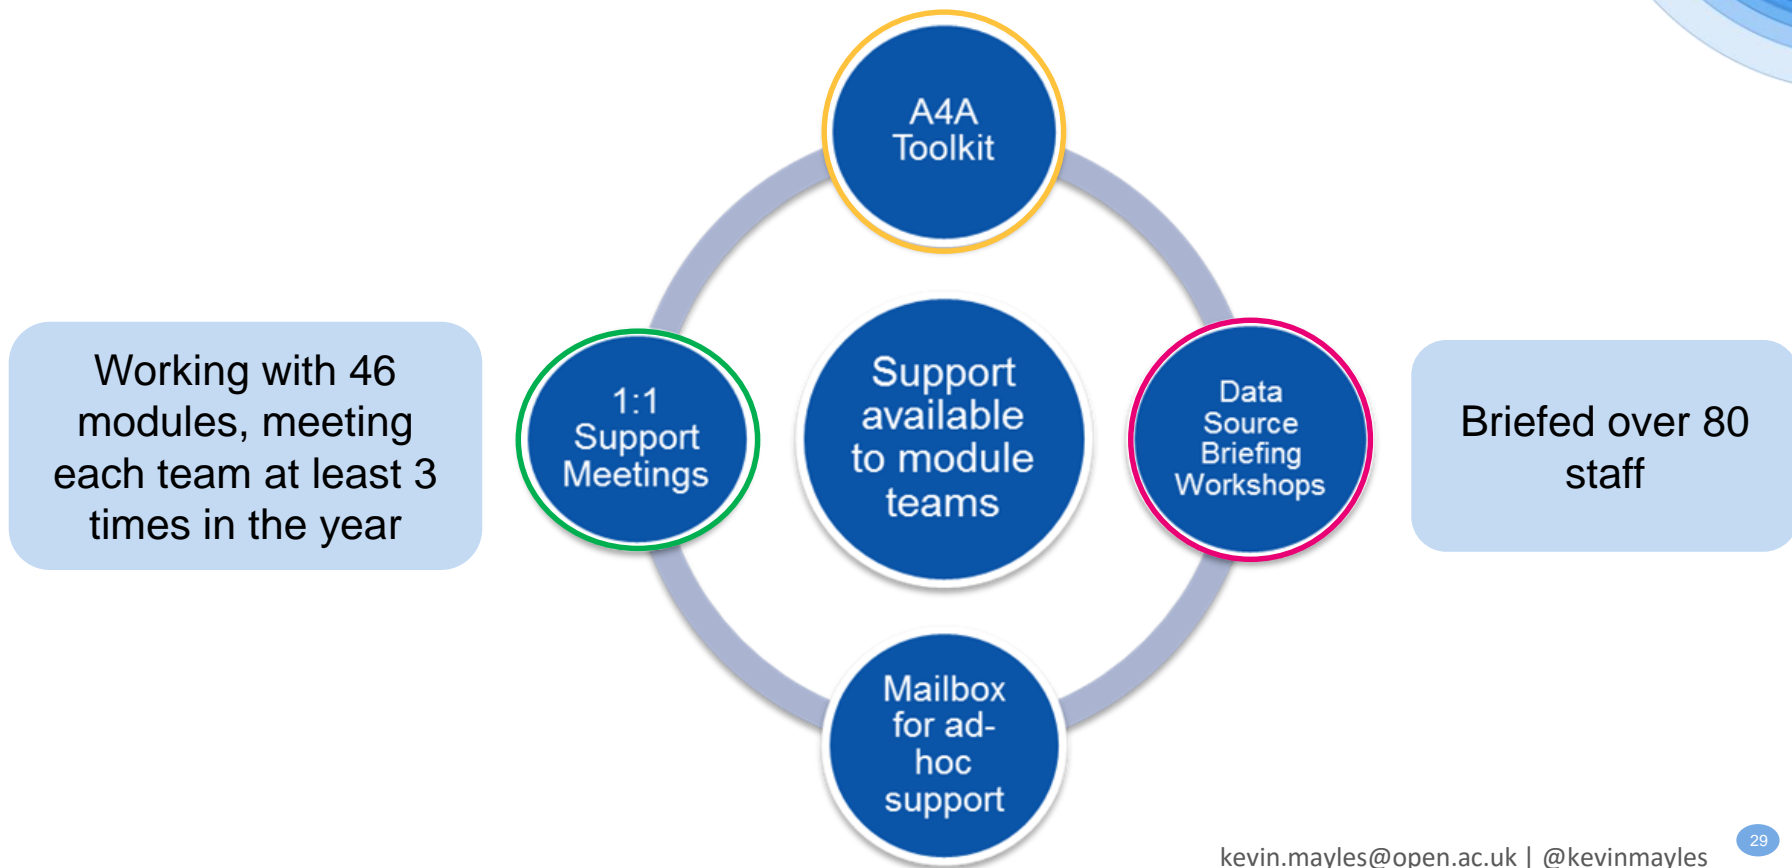 A4A
Toolkit
Working with 46
modules, meeting
each team at least 3
times in the year
1:1
Support
Meetings
Support
available
to module
teams
Data
Source
Briefing
Workshops
Briefed over 80
staff
Mailbox
for ad-
hoc
support
kevin.mayles@open.ac.uk | @kevinmayles
29